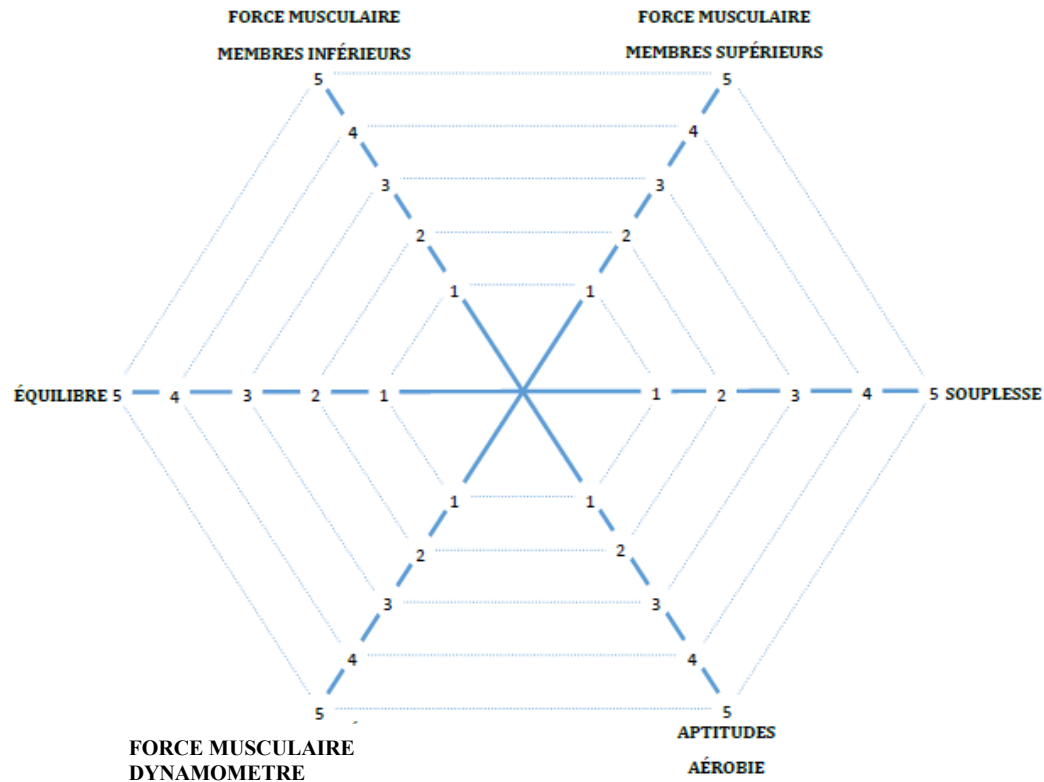 FORCE MUSCULAIRE
MEMBRES INFÉRIEURS
FORCE MUSCULAIRE
MEMBRES SUPÉRIEURS
5 5
4 4
3 3
2 2
1 1
ÉQUILIBRE 5 4 3 2 1 1 2 3 4 5 SOUPLESSE
1 1
2 2
3 3
4 4
5 5
FORCE MUSCULAIRE
DYNAMOMETRE
APTITUDES
AÉROBIE